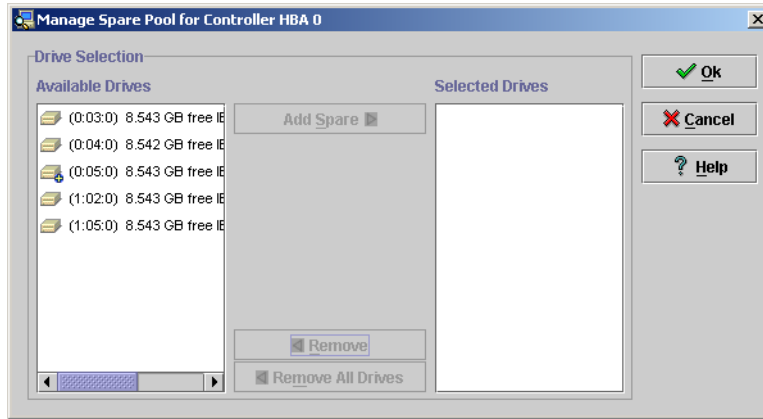 Manage Spare Pool for Controller HBA 0
Drive Selection
Available Drives
Selected Drives
(0:03:0) 8.543 GB free
(0:04:0) 8.542 GB free
(0:05:0) 8.543 GB free
(1:02:0) 8.543 GB free
(1:05:0) 8.543 GB free
Add Spare
Remove
Remove All Drives
Ok
Cancel
Help